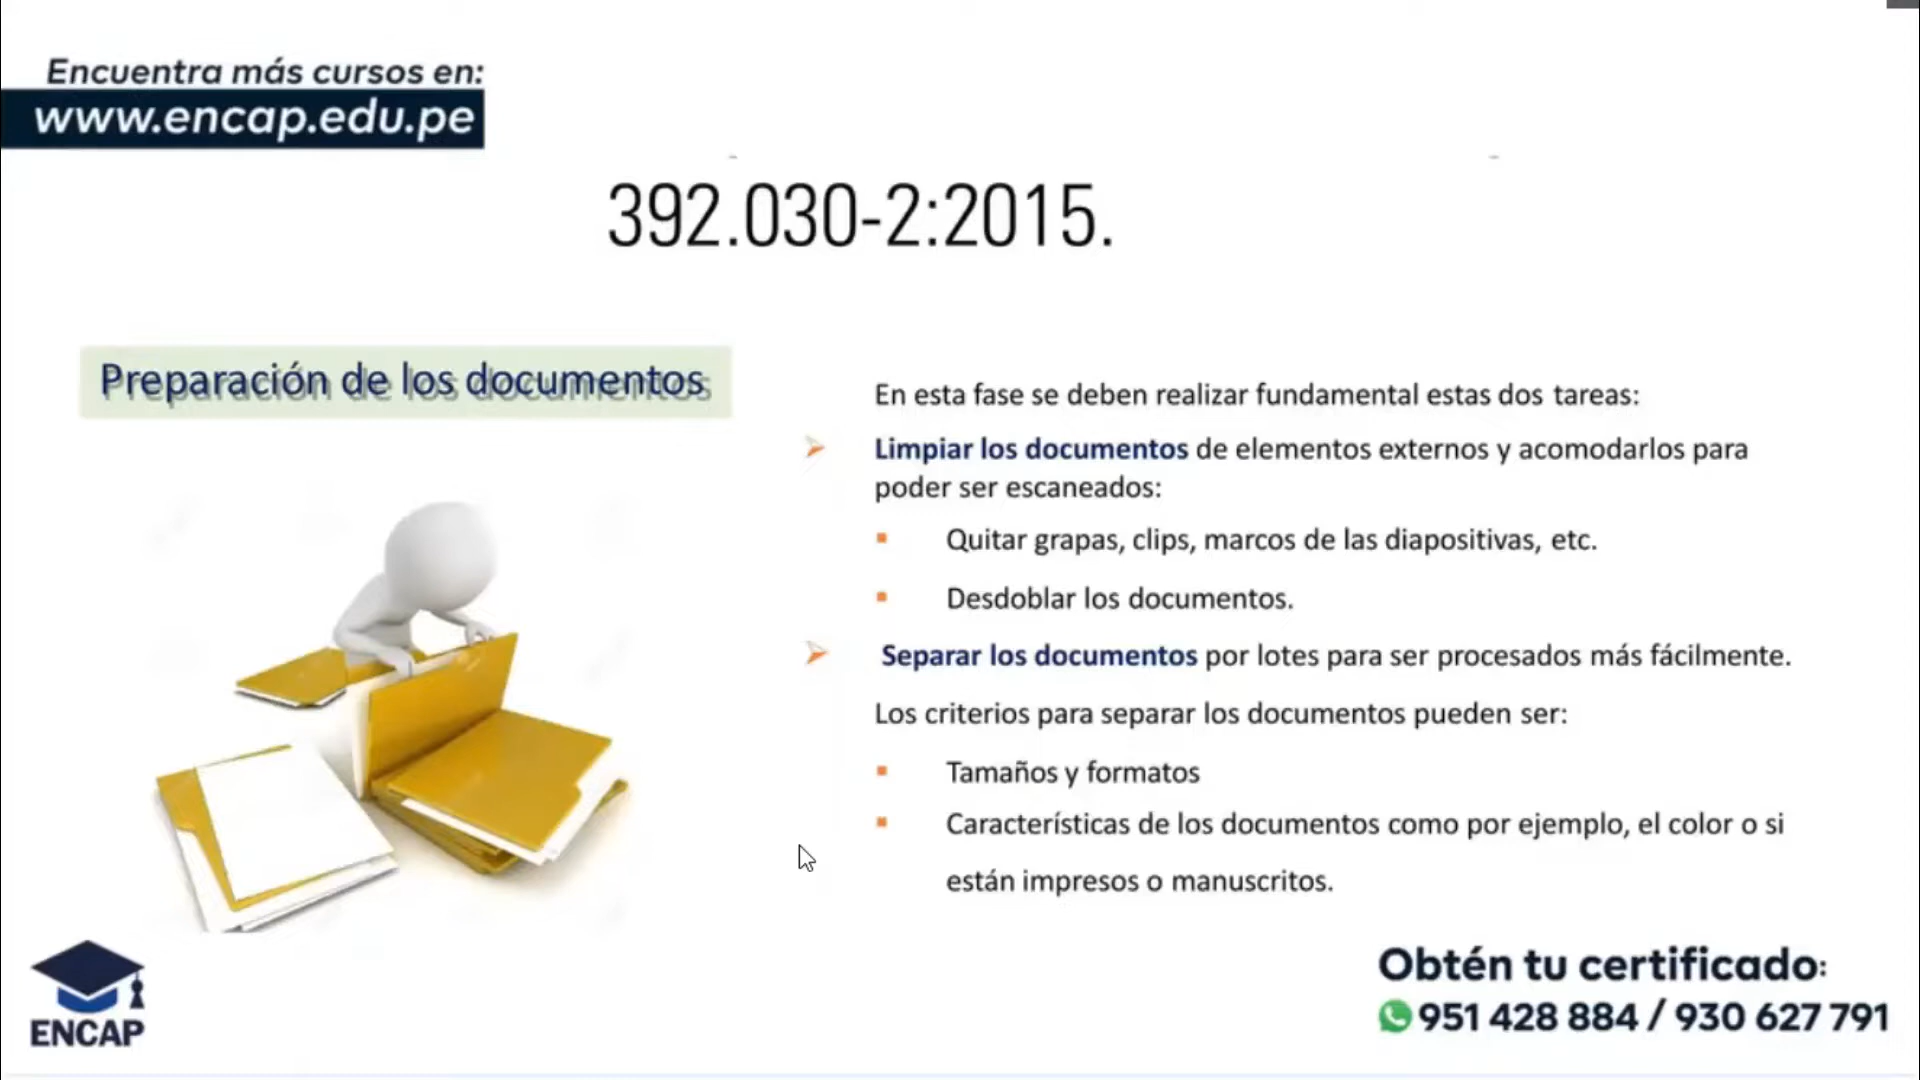 Encuentra más cursos en:
www.encap.edu.pe
392.030-2:2015.
Preparación de los documentos
En esta fase se deben realizar fundamental estas dos tareas:
Limpiar los documentos de elementos externos y acomodarlos para
poder ser escaneados:
Quitar grapas, clips, marcos de las diapositivas, etc.
Desdoblar los documentos.
Separar los documentos por lotes para ser procesados más fácilmente.
Los criterios para separar los documentos pueden ser:
Tamaños y formatos
Características de los documentos como por ejemplo, el color o si
están impresos o manuscritos.
ENCAP
Obtén tu certificado:
951 428 884 / 930 627 791